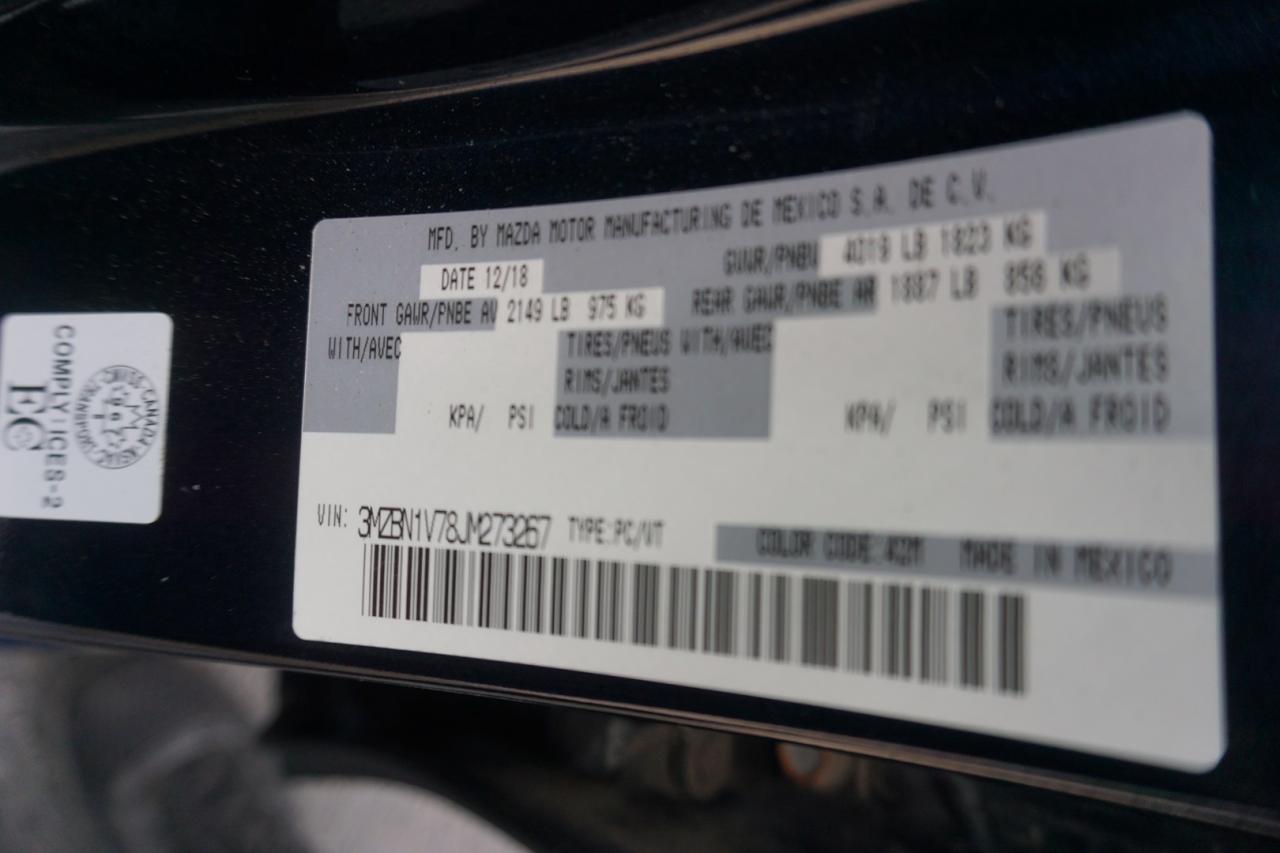 MFD. BY MAZDA MOTOR MANUFACTURING DE MEXICO S.A. DE C.V.
DATE 12/18 GVWR/PNBV 4019 LB 1823 KG
FRONT GAWR/PNBE AV 2149 LB 975 KG REAR GAWR/PNBE AR 1887 LB 856 KG
WITH/AVEC TIRES/PNEUS WITH/AVEC TIRES/PNEUS
RIMS/JANTES RIMS/JANTES
KPA/ PSI COLD/A FROID KPA/ PSI COLD/A FROID
VIN: 3MZBN1V78JM273267 TYPE:PC/VT COLOR CODE:42M MADE IN MEXICO
COMPLY:ICES-2
CANADA
TRANSPORT